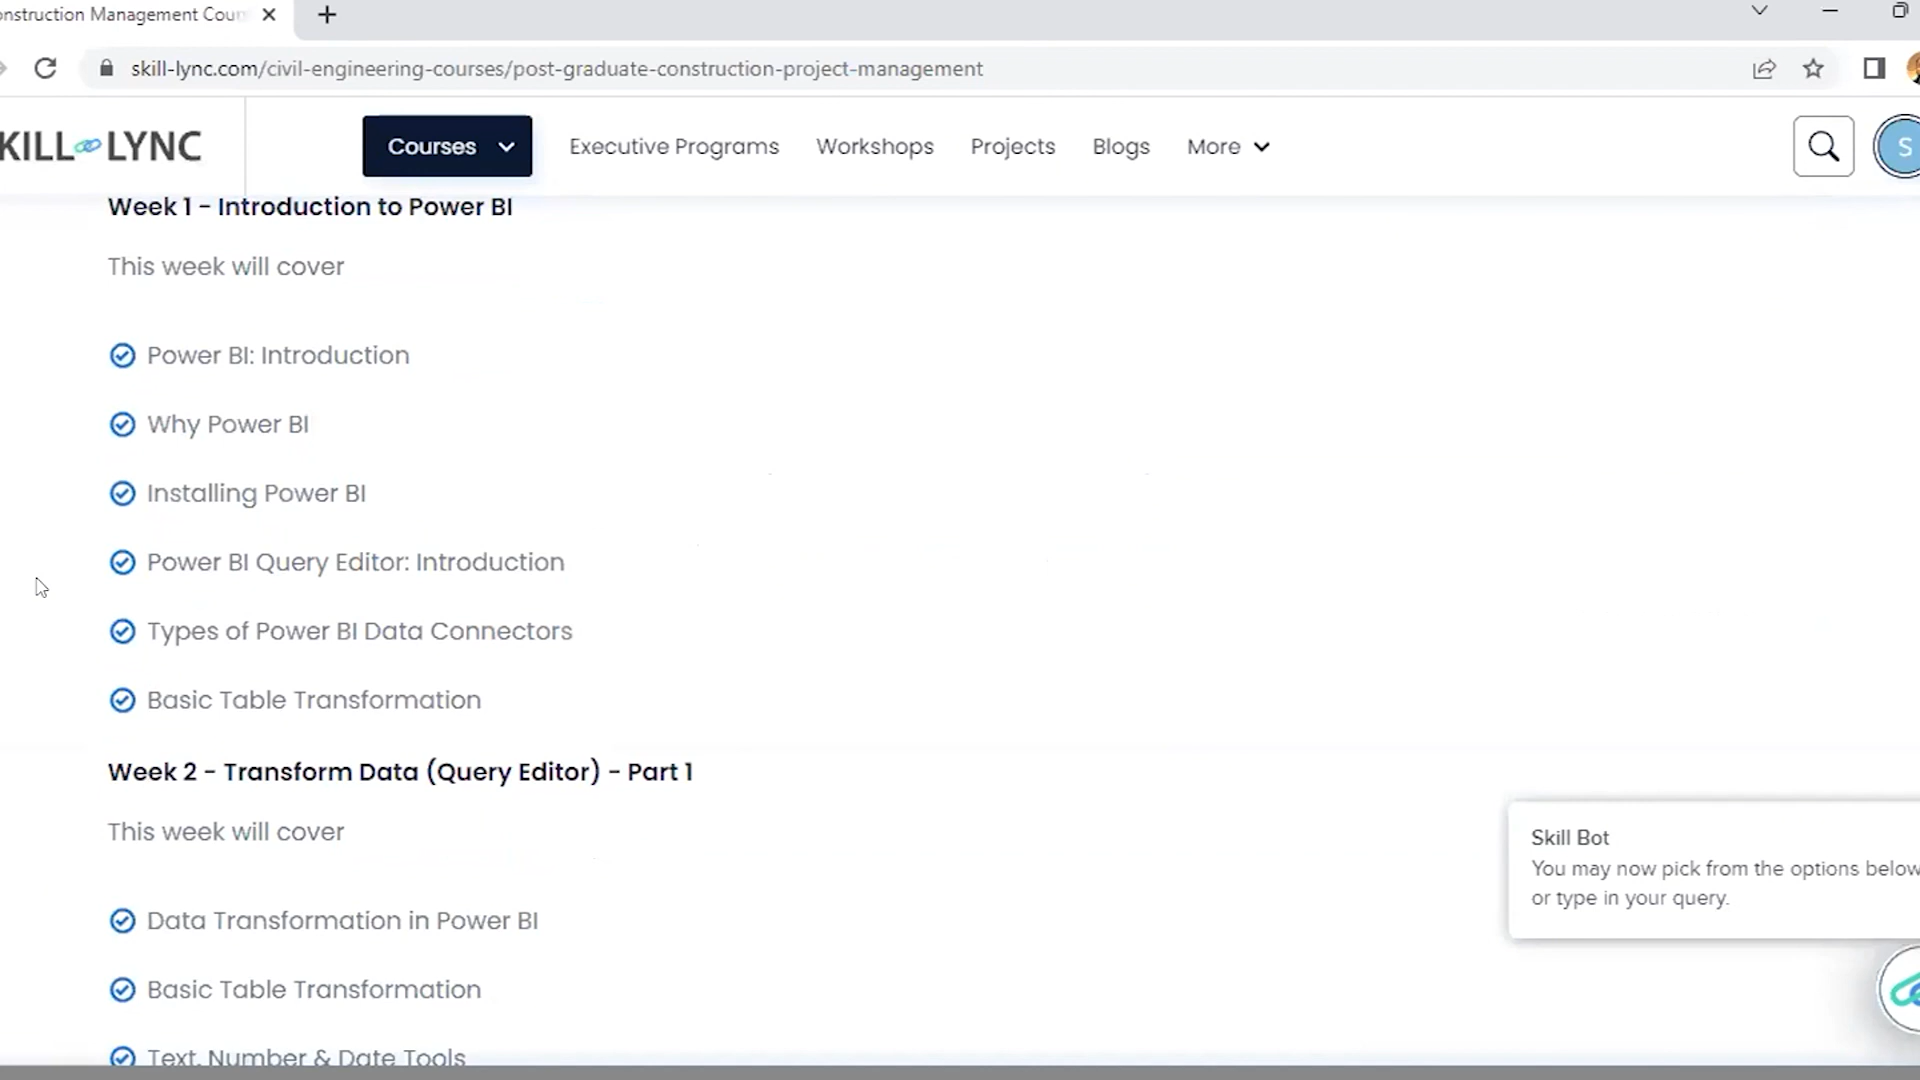 onstruction Management Cour
skill-lync.com/civil-engineering-courses/post-graduate-construction-project-management
KILL LYNC
Courses
Executive Programs
Workshops
Projects
Blogs
More
S
Week 1 - Introduction to Power BI
This week will cover
Power BI: Introduction
Why Power BI
Installing Power BI
Power BI Query Editor: Introduction
Types of Power BI Data Connectors
Basic Table Transformation
Week 2 - Transform Data (Query Editor) - Part 1
This week will cover
Skill Bot
You may now pick from the options below
or type in your query.
Data Transformation in Power BI
Basic Table Transformation
Text, Number & Date Tools